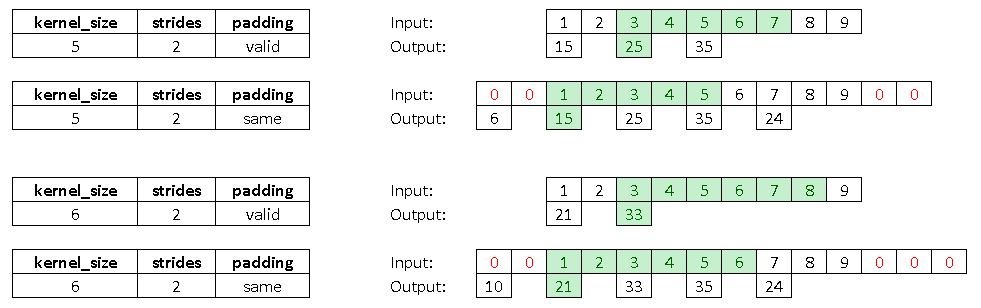 kernel_size strides padding Input: 1 2 3 4 5 6 7 8 9
5 2 valid Output: 15 25 35
kernel_size strides padding Input: 0 0 1 2 3 4 5 6 7 8 9 0 0
5 2 same Output: 6 15 25 35 24
kernel_size strides padding Input: 1 2 3 4 5 6 7 8 9
6 2 valid Output: 21 33
kernel_size strides padding Input: 0 0 1 2 3 4 5 6 7 8 9 0 0 0
6 2 same Output: 10 21 33 35 24